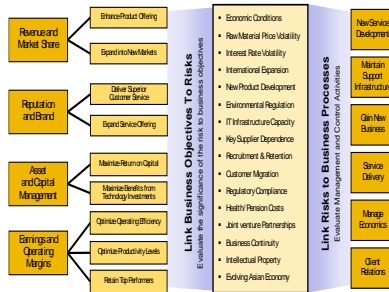 Revenue and
Market Share
Reputation
and Brand
Asset
and Capital
Management
Earnings and
Operating
Margins
Enhance Product Offering
Expand into New Markets
Deliver Superior
Customer Service
Expand Service Offering
Maximize Return on Capital
Maximize Benefits from
Technology Investments
Optimize Operating Efficiency
Optimize Productivity Levels
Retain Top Performers
Link Business Objectives To Risks
Evaluate the significance of the risk to business objectives
Economic Conditions
Raw Material Price Volatility
Interest Rate Volatility
International Expansion
New Product Development
Environmental Regulation
IT Infrastructure Capacity
Key Supplier Dependence
Recruitment & Retention
Customer Migration
Regulatory Compliance
Health/ Pension Costs
Joint venture Partnerships
Business Continuity
Intellectual Property
Evolving Asian Economy
Link Risks to Business Processes
Evaluate Management and Control Activities
New Service
Development
Maintain
Support
Infrastructure
Gain New
Business
Service
Delivery
Manage
Economics
Client
Relations